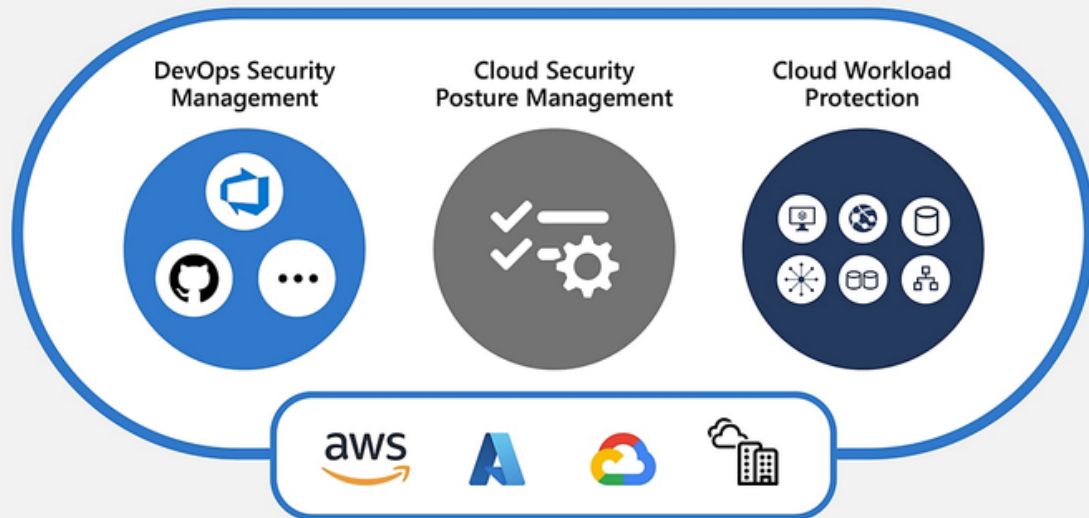 DevOps Security
Management
Cloud Security
Posture Management
Cloud Workload
Protection
aws